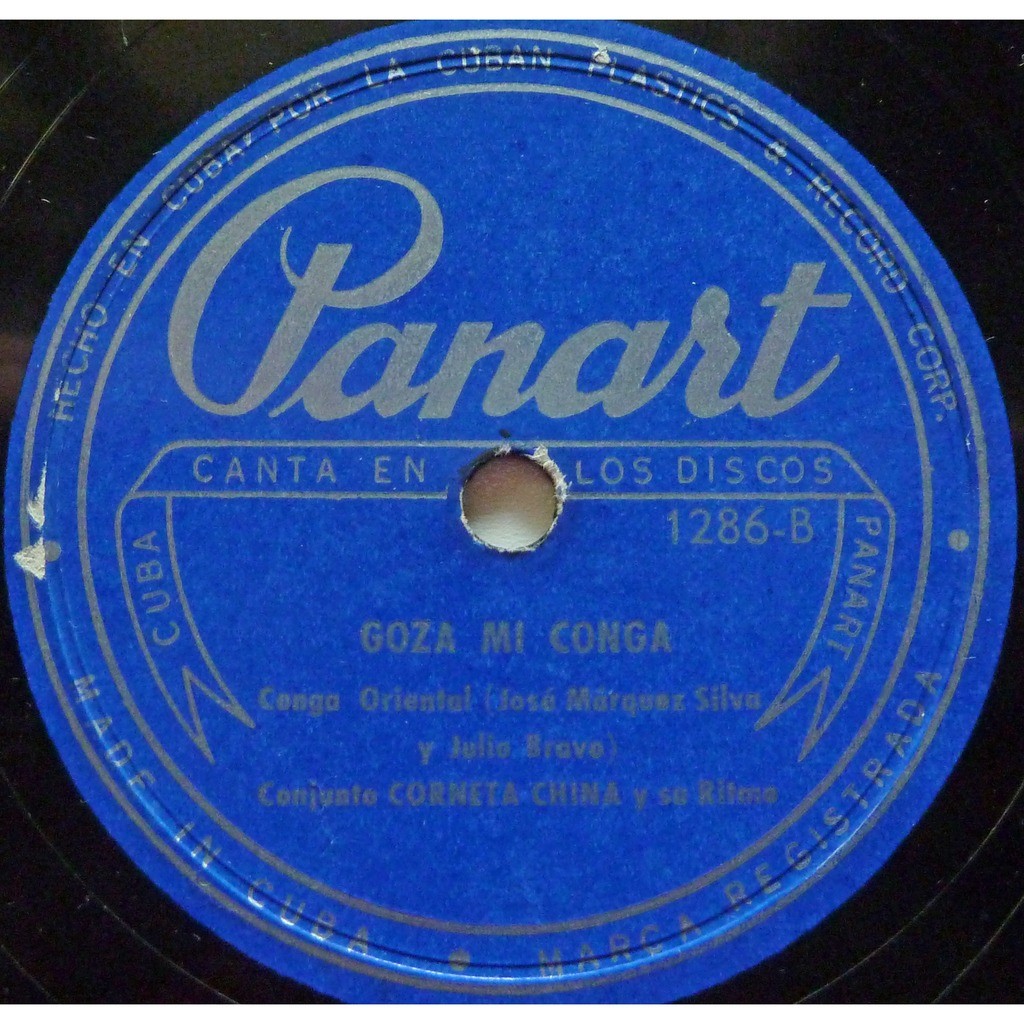 HECHO EN CUBA POR LA CUBAN PLASTICS & RECORD CORP.
Panart
CUBA CANTA EN LOS DISCOS PANART
1286-B
GOZA MI CONGA
Conga Oriental (José Márquez Silva
y Julio Bravo)
Conjunto CORNETA CHINA y su Ritmo
MADE IN CUBA • MARCA REGISTRADA